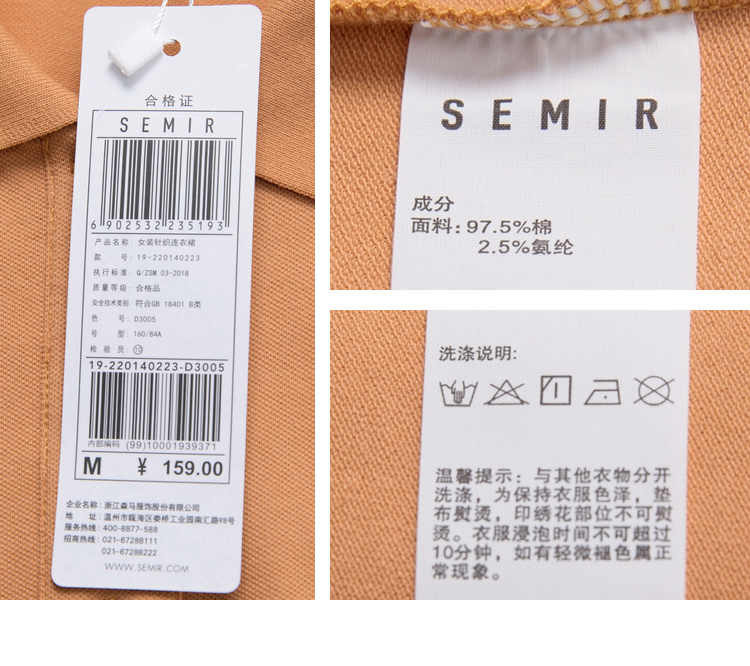 合格证
SEMIR
6 902532 235193
产品名称: 女装针织连衣裙
款 号: 19-220140223
执行标准: Q/ZSM 03-2018
质量等级: 合格品
安全技术类别 符合GB 18401 B类
色 号: D3005
号 型: 160/84A
检 验 员: ⑩
19-220140223-D3005
内部编码 (99)10001939371
M ¥ 159.00
企业名称: 浙江森马服饰股份有限公司
地 址: 温州市瓯海区娄桥工业园南汇路98号
服务热线: 400-8877-588
招商热线: 021-67288111
021-67288222
WWW.SEMIR.COM
SEMIR
成分
面料: 97.5%棉
2.5%氨纶
洗涤说明:
温馨提示: 与其他衣物分开
洗涤，为保持衣服色泽，垫
布熨烫，印绣花部位不可熨
烫。衣服浸泡时间不可超过
10分钟，如有轻微褪色属正
常现象。